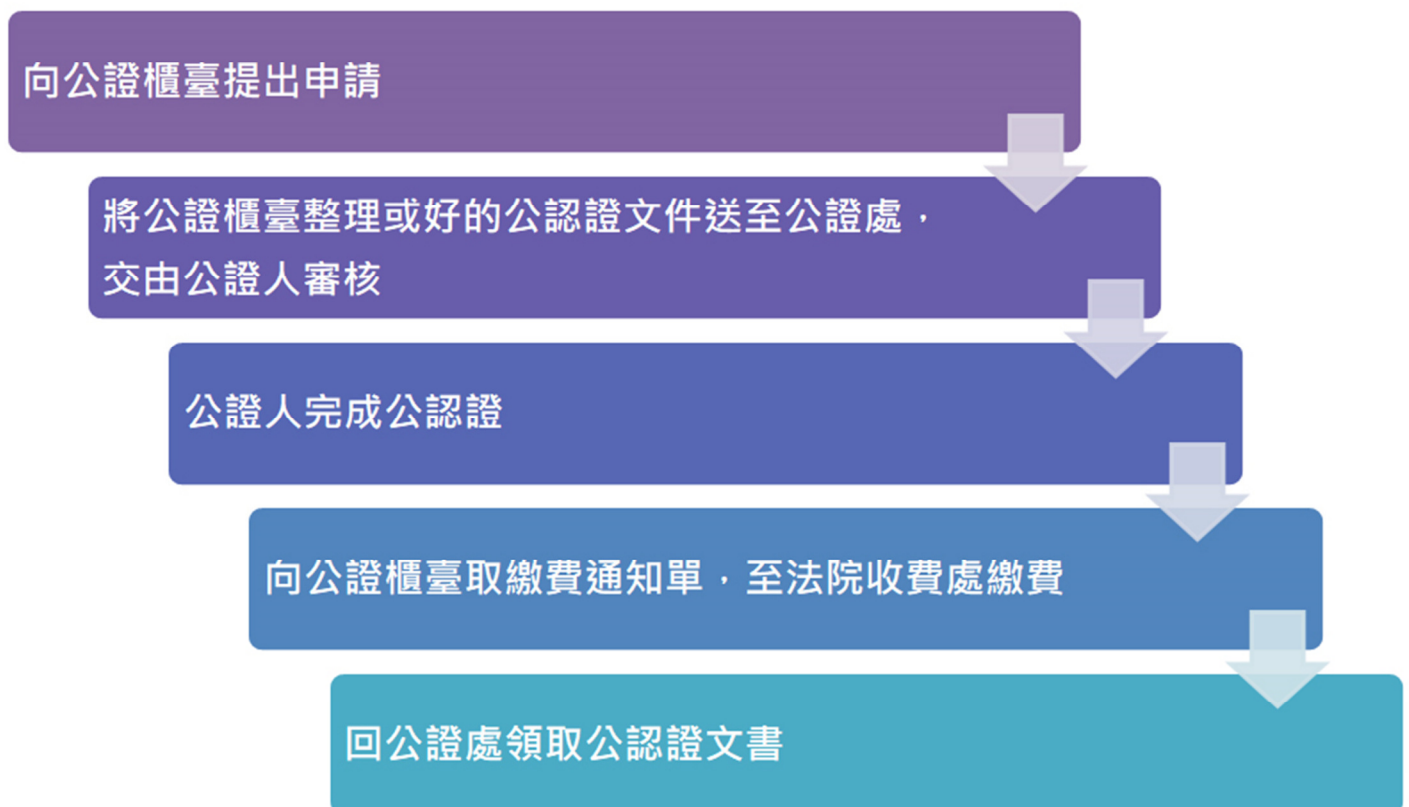 向公證櫃臺提出申請
將公證櫃臺整理或好的公認證文件送至公證處，
交由公證人審核
公證人完成公認證
向公證櫃臺取繳費通知單，至法院收費處繳費
回公證處領取公認證文書